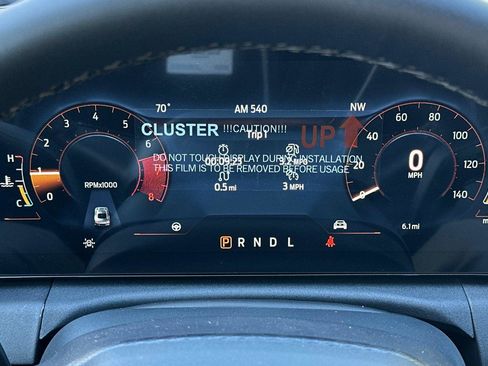 70° AM 540 NW
CLUSTER !!!CAUTION!!! UP
Trip 1
DO NOT TOUCH DISPLAY DURING INSTALLATION
THIS FILM IS TO BE REMOVED BEFORE USAGE
0.5 mi 3 MPH
0 1 2 3 4 5 6 8
RPMx1000
H
C
0 20 40 60 80 100 120 140
0
MPH
6.1 mi
P R N D L